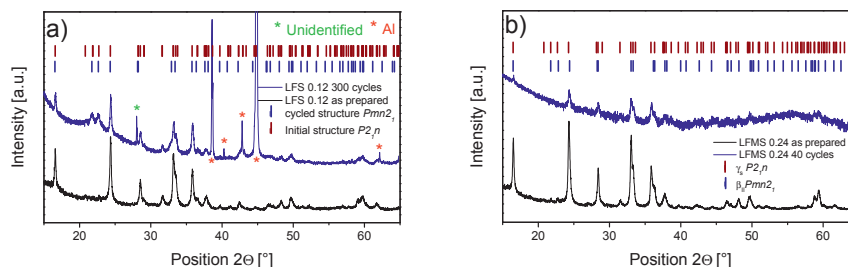 a)
* Unidentified * Al
LFS 0.12 300 cycles
LFS 0.12 as prepared
cycled structure Pmn2₁
Initial structure P2₁n
Intensity [a.u.]
20 30 40 50 60
Position 2Θ [°]
b)
LFMS 0.24 as prepared
LFMS 0.24 40 cycles
γₛ P2₁n
βᵢᵢ Pmn2₁
Intensity [a.u.]
20 30 40 50 60
Position 2Θ [°]